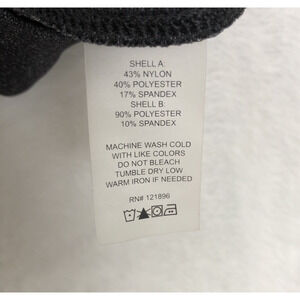 SHELL A:
43% NYLON
40% POLYESTER
17% SPANDEX
SHELL B:
90% POLYESTER
10% SPANDEX
MACHINE WASH COLD
WITH LIKE COLORS
DO NOT BLEACH
TUMBLE DRY LOW
WARM IRON IF NEEDED
RN# 121896